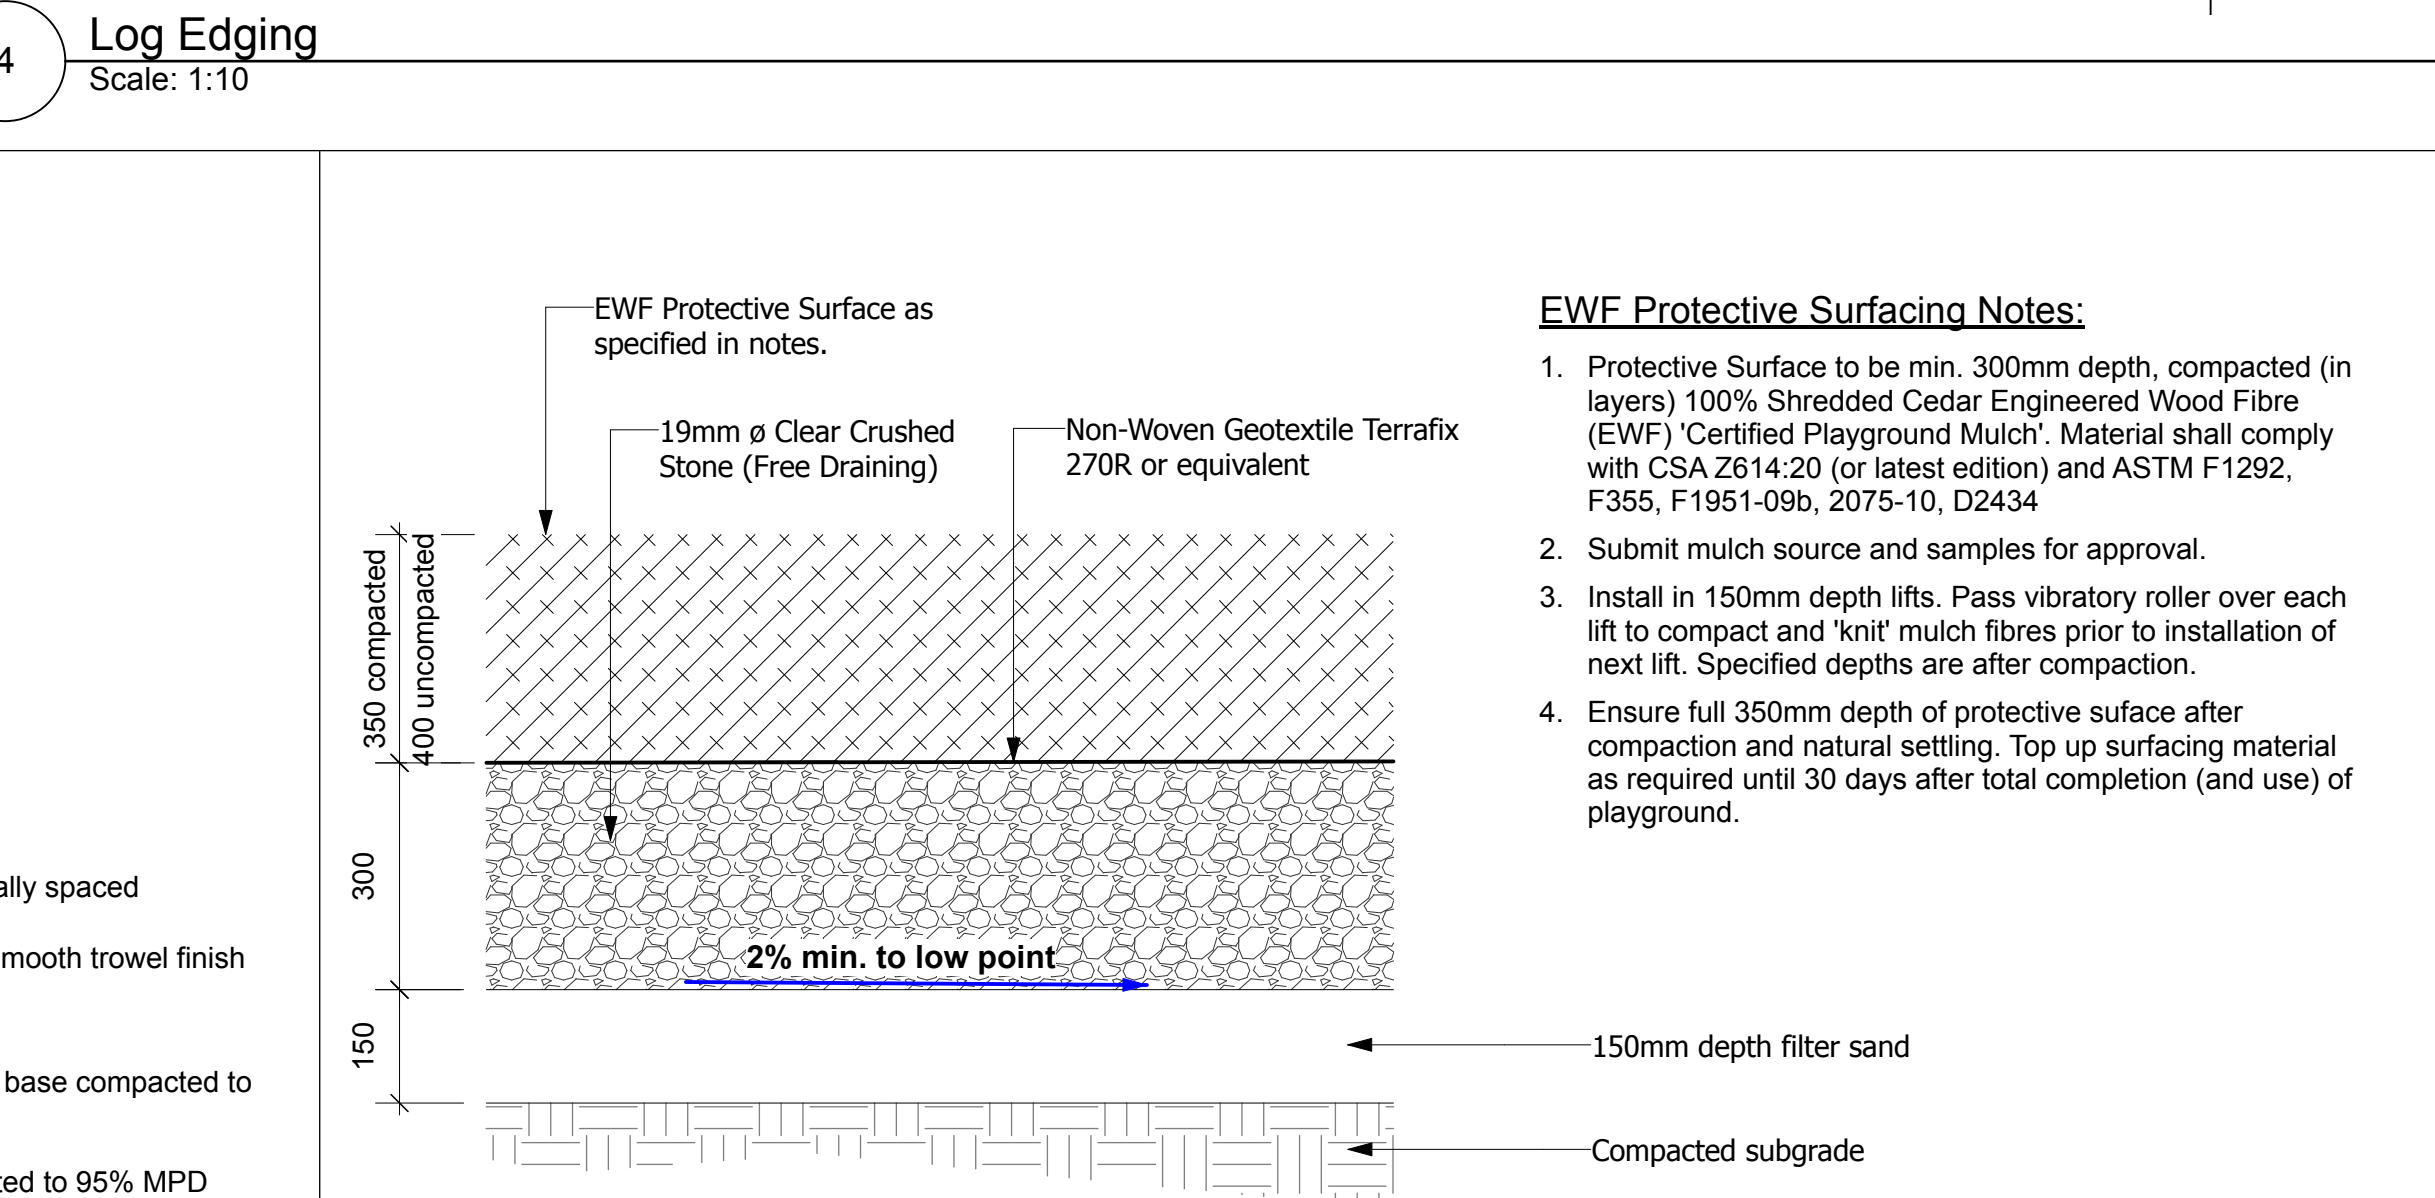 4
Log Edging
Scale: 1:10
EWF Protective Surface as
specified in notes.
19mm ø Clear Crushed
Stone (Free Draining)
Non-Woven Geotextile Terrafix
270R or equivalent
350 compacted
400 uncompacted
300
150
2% min. to low point
150mm depth filter sand
Compacted subgrade
EWF Protective Surfacing Notes:
1. Protective Surface to be min. 300mm depth, compacted (in
layers) 100% Shredded Cedar Engineered Wood Fibre
(EWF) 'Certified Playground Mulch'. Material shall comply
with CSA Z614:20 (or latest edition) and ASTM F1292,
F355, F1951-09b, 2075-10, D2434
2. Submit mulch source and samples for approval.
3. Install in 150mm depth lifts. Pass vibratory roller over each
lift to compact and 'knit' mulch fibres prior to installation of
next lift. Specified depths are after compaction.
4. Ensure full 350mm depth of protective suface after
compaction and natural settling. Top up surfacing material
as required until 30 days after total completion (and use) of
playground.
ally spaced
mooth trowel finish
base compacted to
ted to 95% MPD